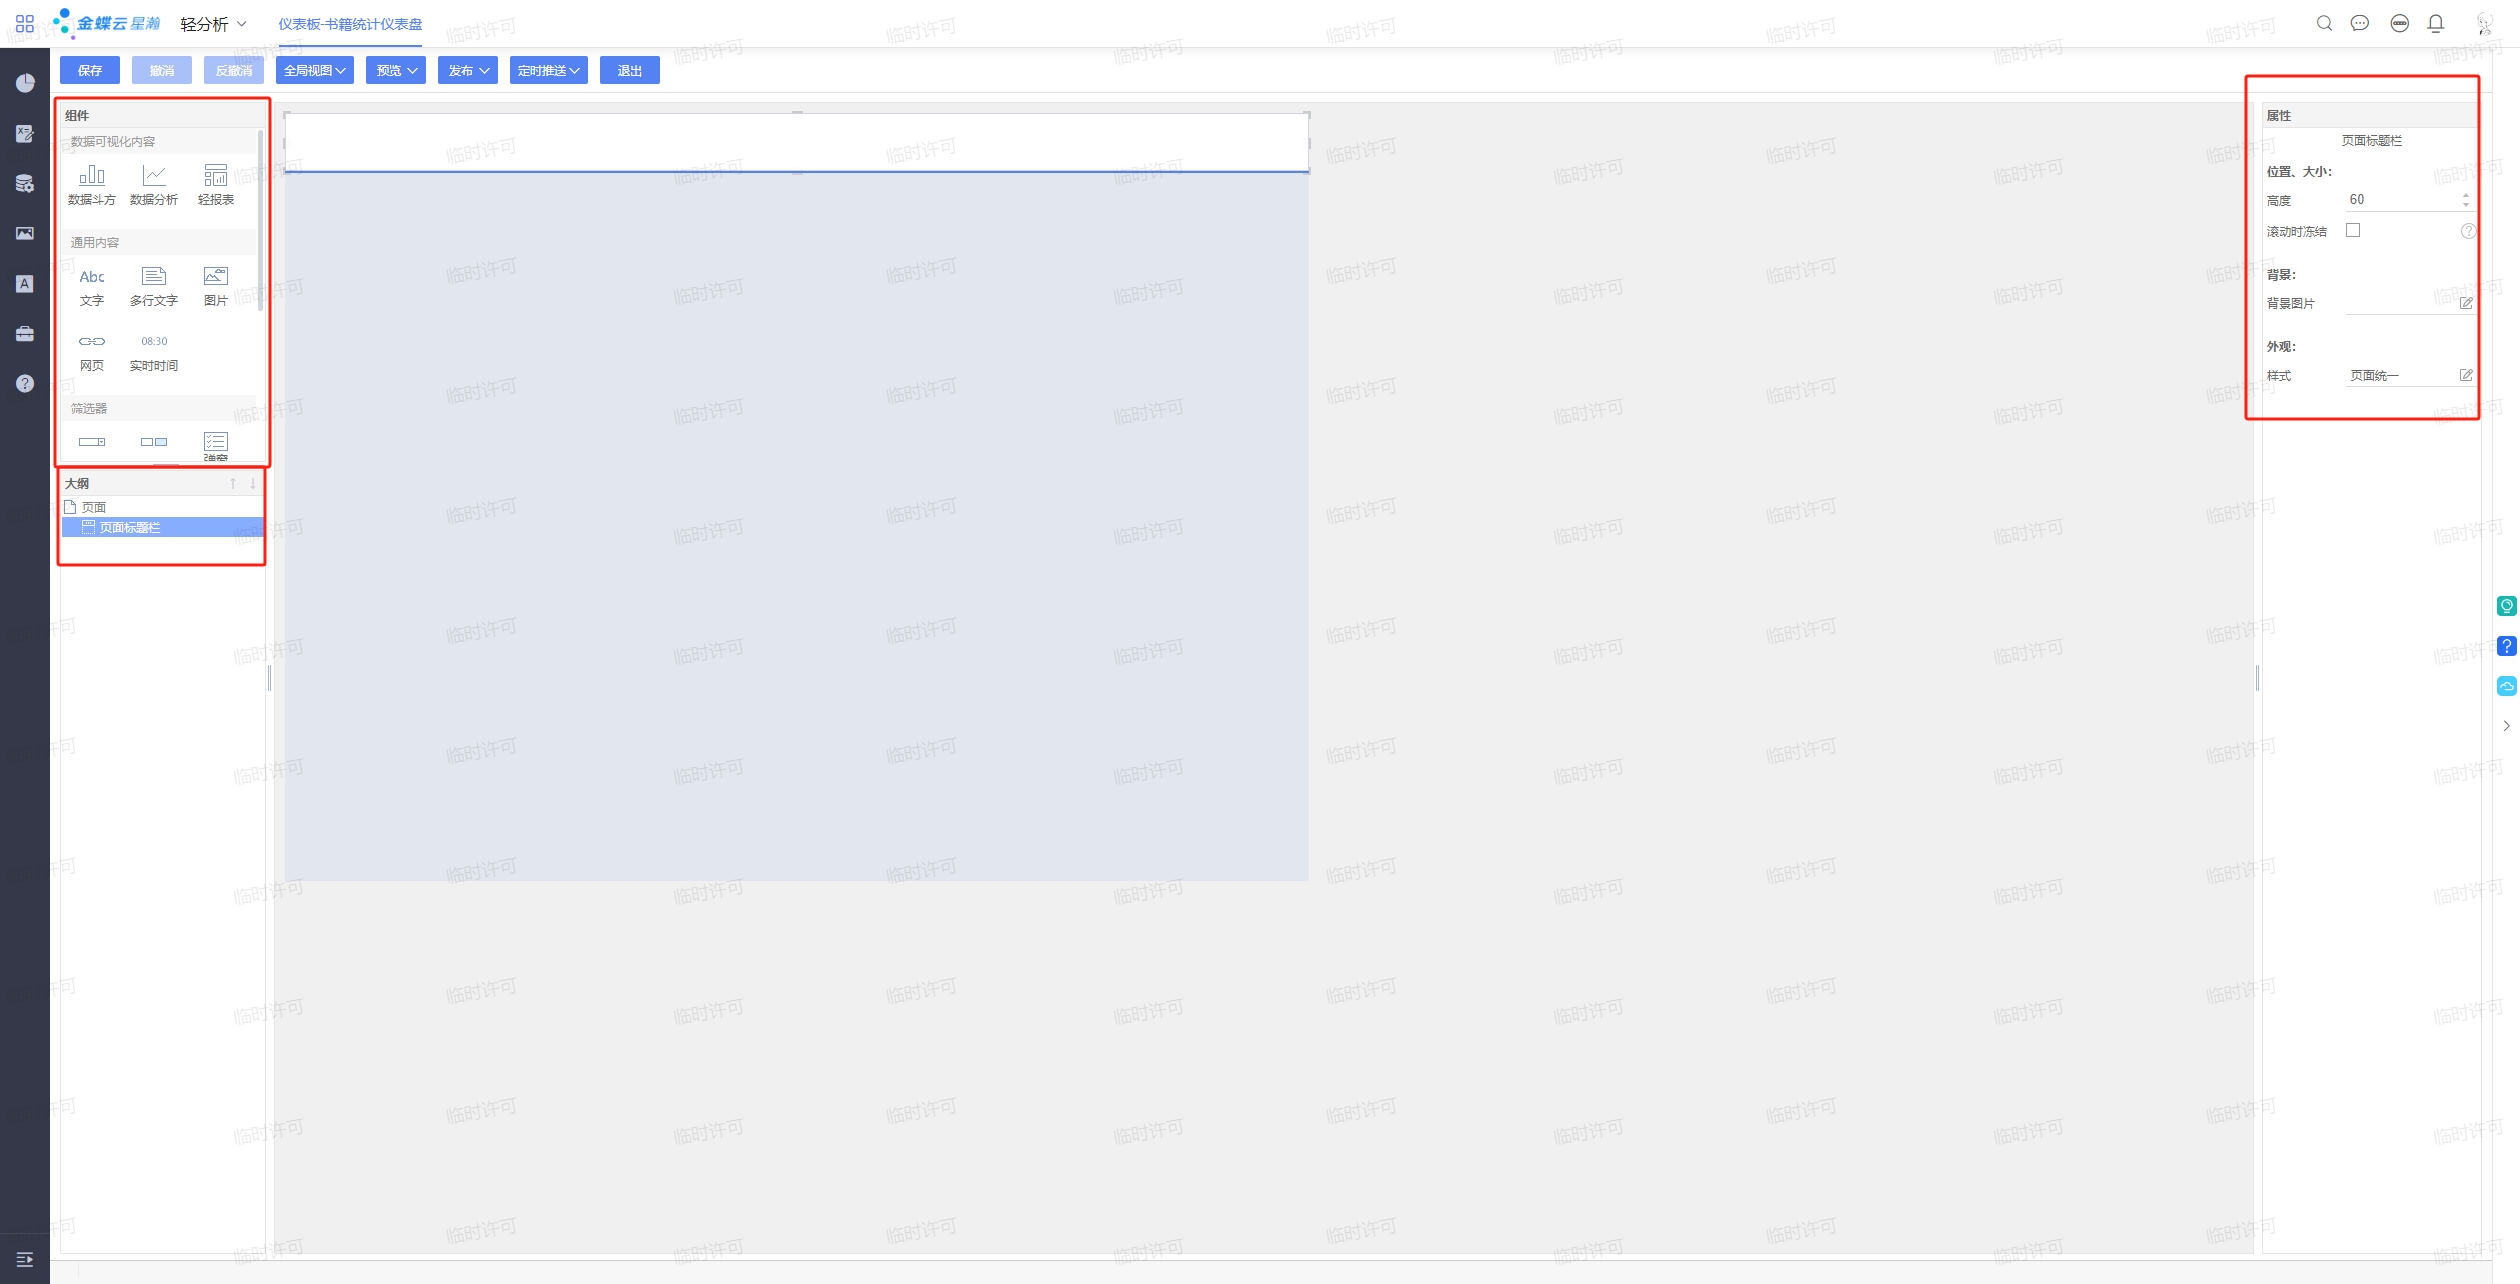 金蝶云 星瀚 轻分析 仪表板-书籍统计仪表盘
保存 撤消 反撤消 全局视图 预览 发布 定时推送 退出
组件
数据可视化内容
数据斗方 数据分析 轻报表
通用内容
Abc
文字 多行文字 图片
08:30
网页 实时时间
筛选器
弹窗
大纲
页面
页面标题栏
属性
页面标题栏
位置、大小:
高度 60
滚动时冻结
背景:
背景图片
外观:
样式 页面统一
临时许可